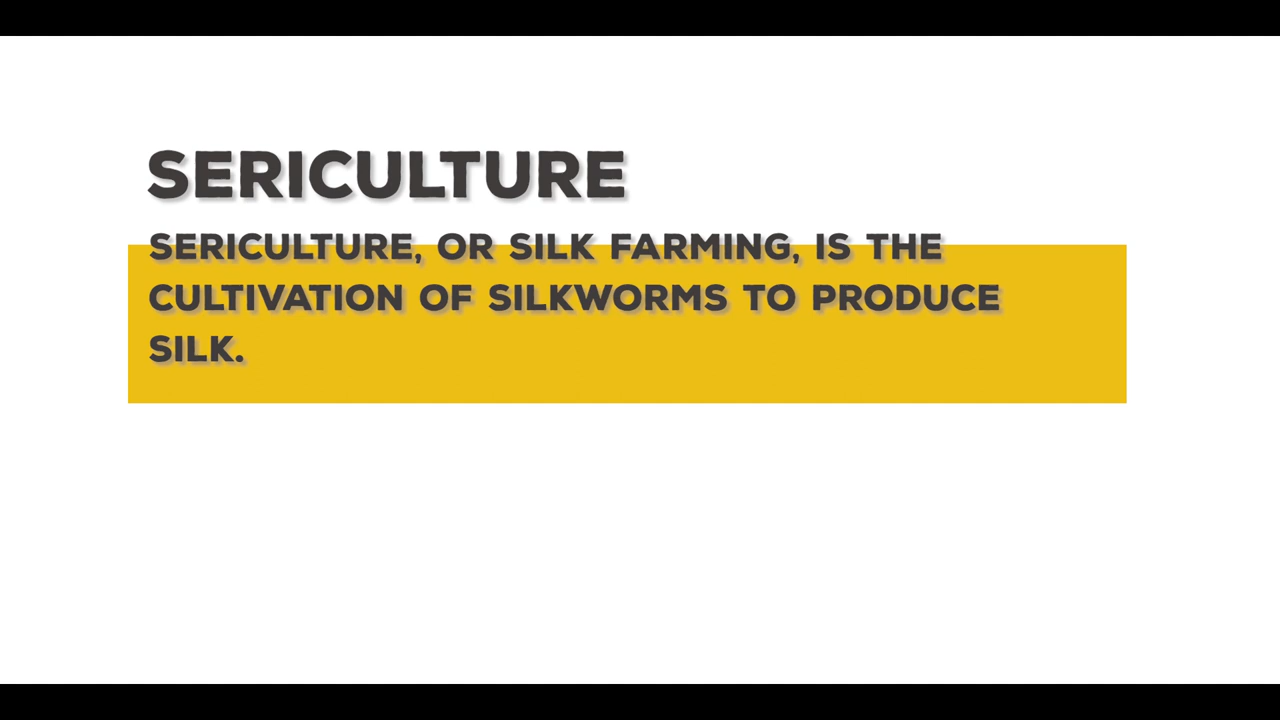 SERICULTURE
SERICULTURE, OR SILK FARMING, IS THE
CULTIVATION OF SILKWORMS TO PRODUCE
SILK.